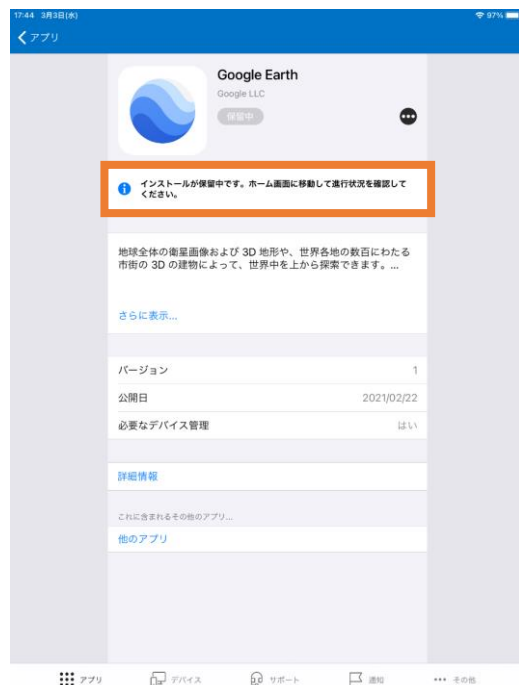 17:44 3月3日(水)
97%
アプリ
Google Earth
Google LLC
保留中
インストールが保留中です。ホーム画面に移動して進行状況を確認して
ください。
地球全体の衛星画像および 3D 地形や、世界各地の数百にわたる
市街の 3D の建物によって、世界中を上から探索できます。...
さらに表示...
バージョン 1
公開日 2021/02/22
必要なデバイス管理 はい
詳細情報
これに含まれるその他のアプリ...
他のアプリ
アプリ デバイス サポート 通知 その他